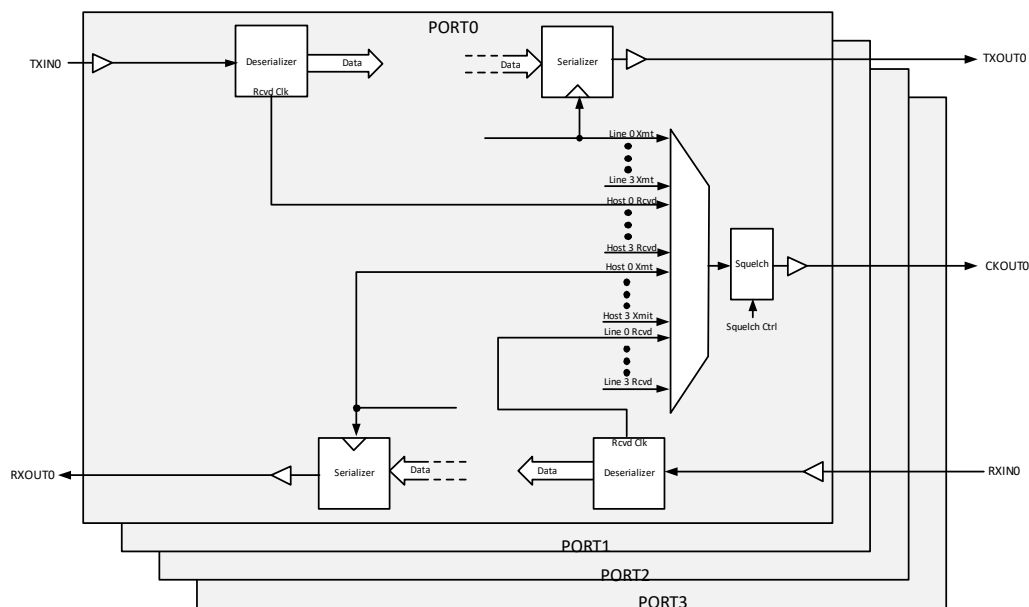 PORT0
TXIN0
Deserializer
Data
Rcvd Clk
Data
Serializer
TXOUT0
Line 0 Xmt
Line 3 Xmt
Host 0 Rcvd
Host 3 Rcvd
Host 0 Xmt
Host 3 Xmit
Line 0 Rcvd
Line 3 Rcvd
Squelch
CKOUT0
Squelch Ctrl
RXOUT0
Serializer
Data
Data
Rcvd Clk
Deserializer
RXIN0
PORT1
PORT2
PORT3